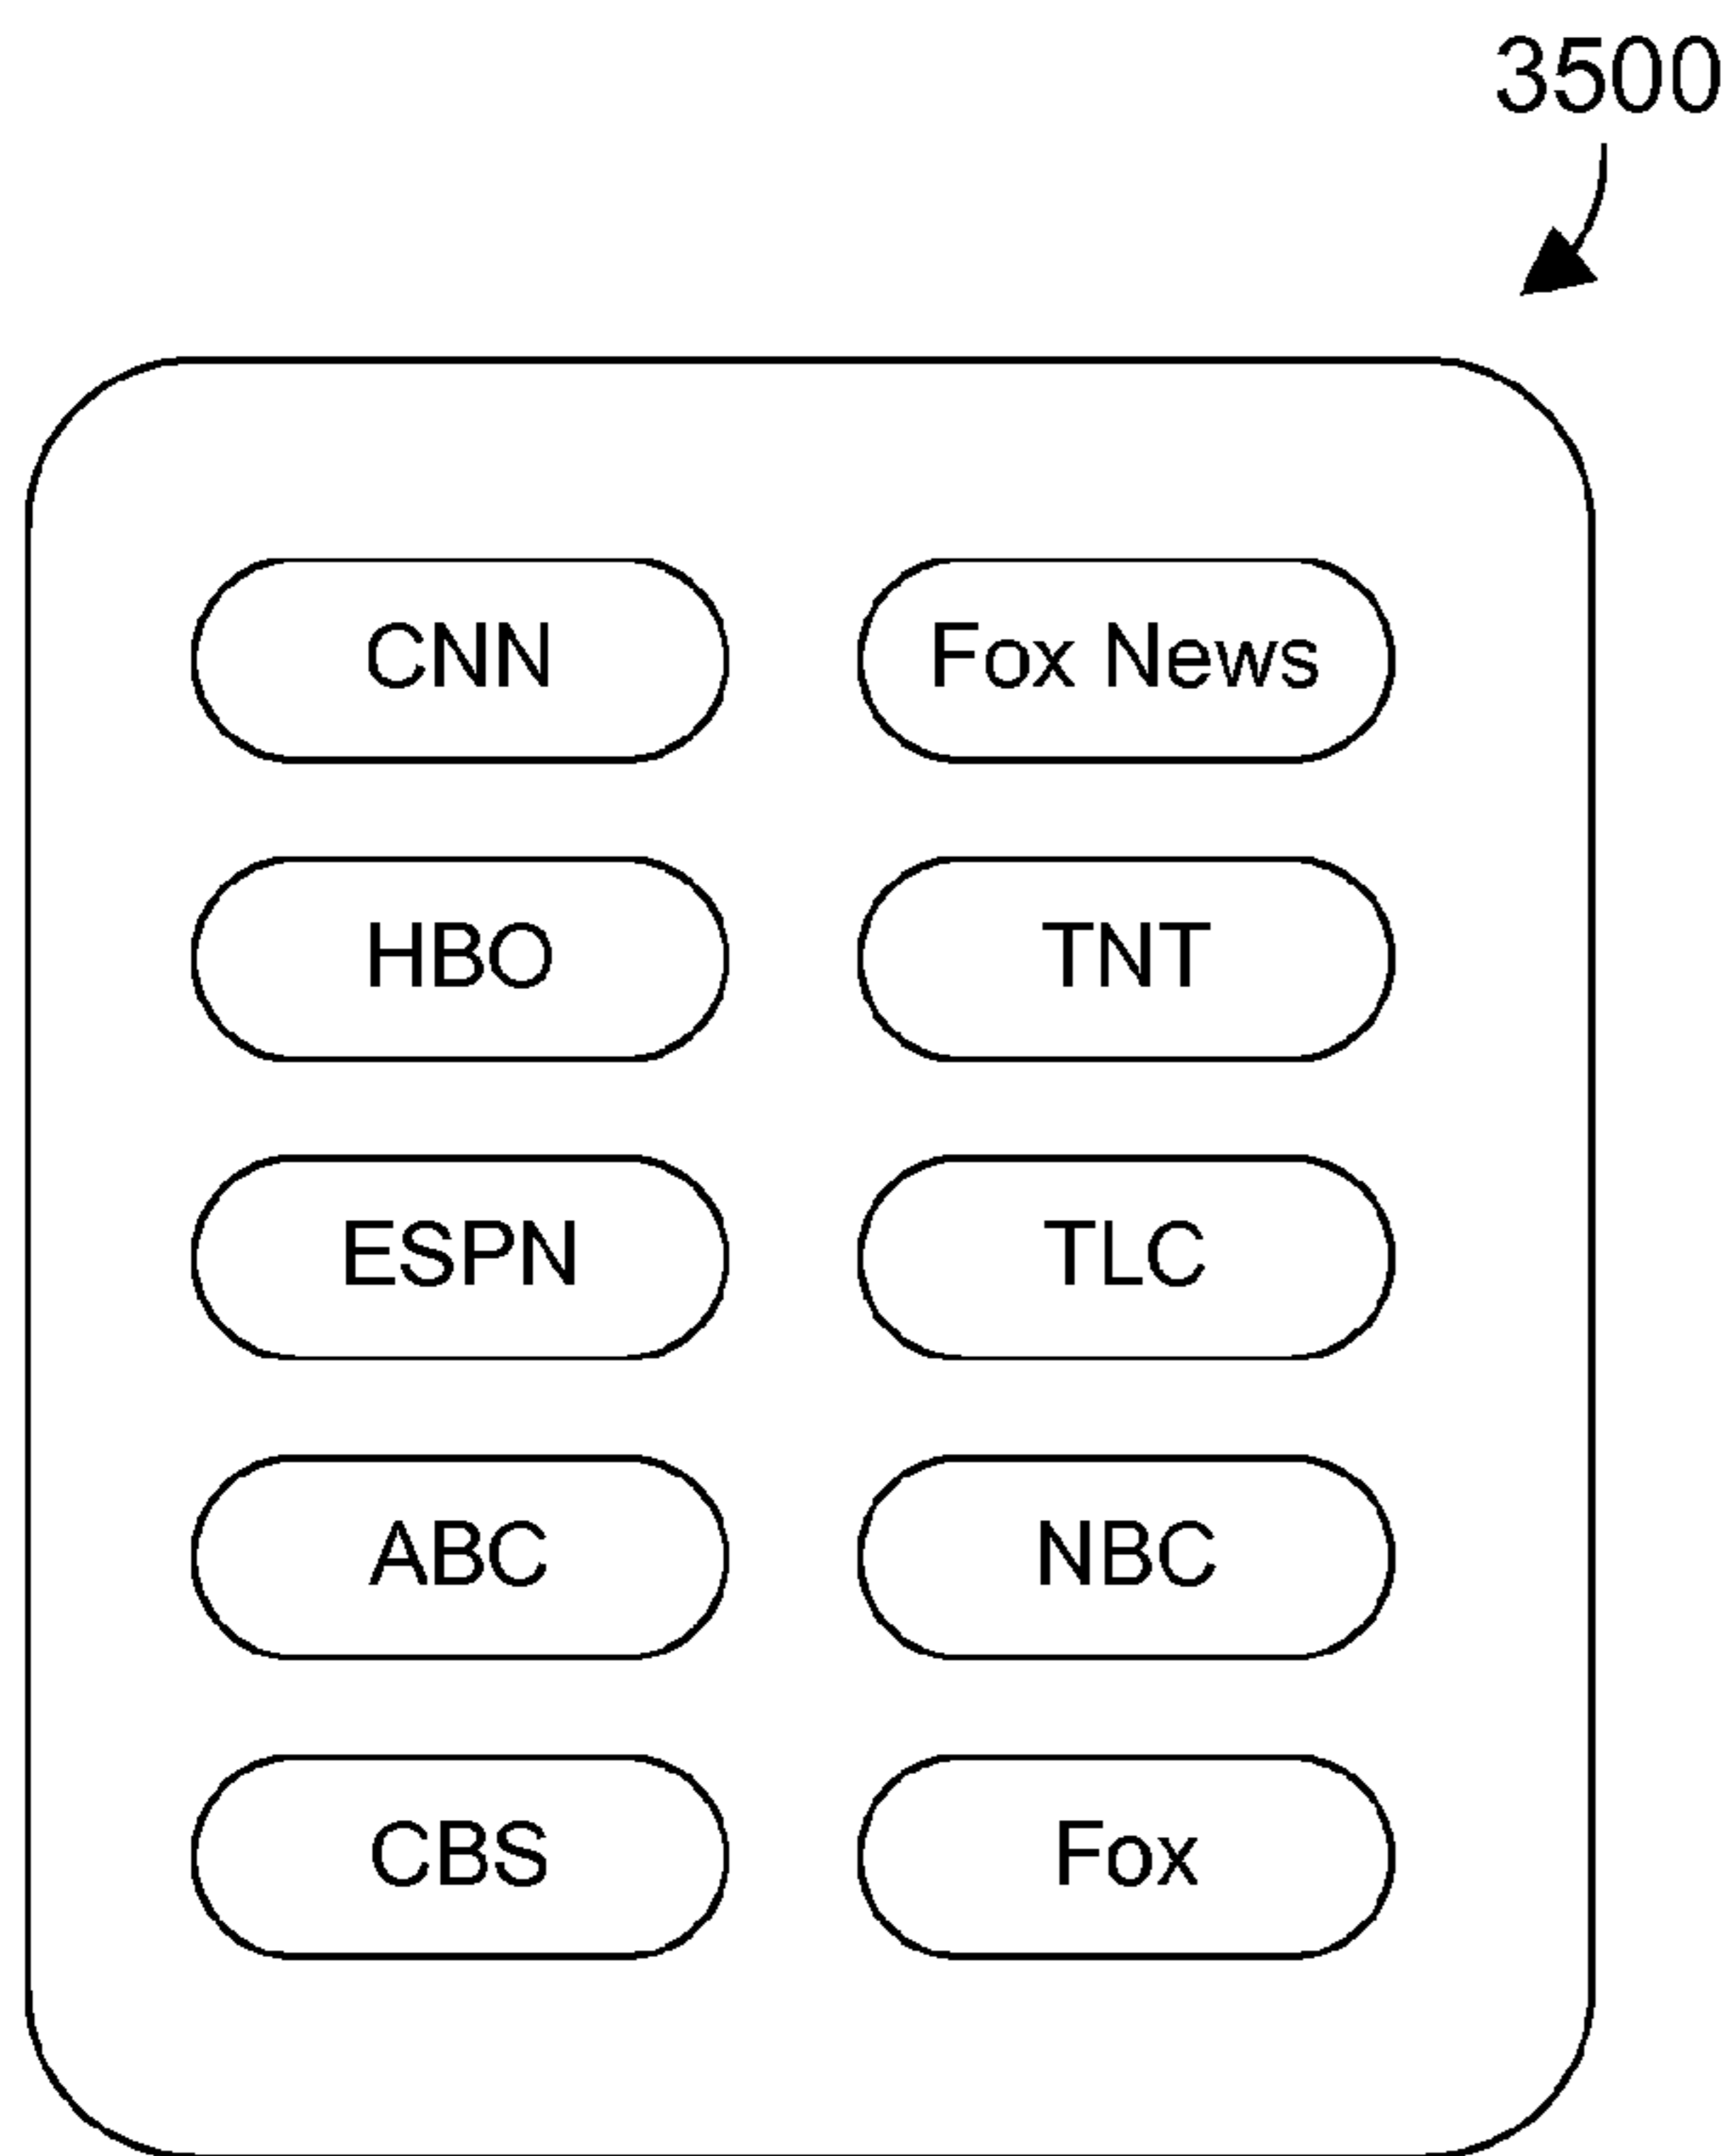 3500
CNN Fox News
HBO TNT
ESPN TLC
ABC NBC
CBS Fox